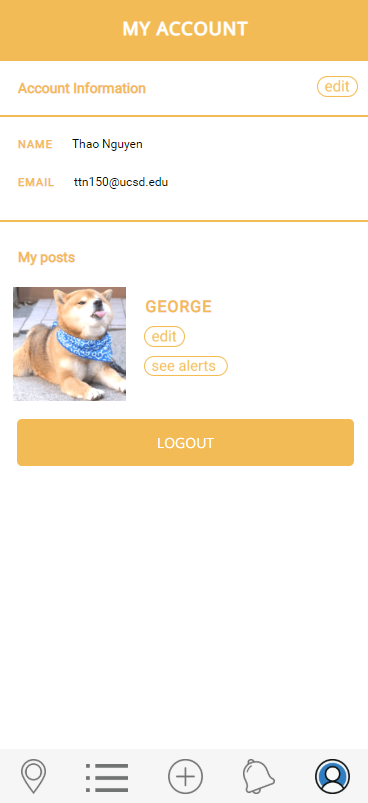 MY ACCOUNT
Account Information edit
NAME Thao Nguyen
EMAIL ttn150@ucsd.edu
My posts
GEORGE
edit
see alerts
LOGOUT